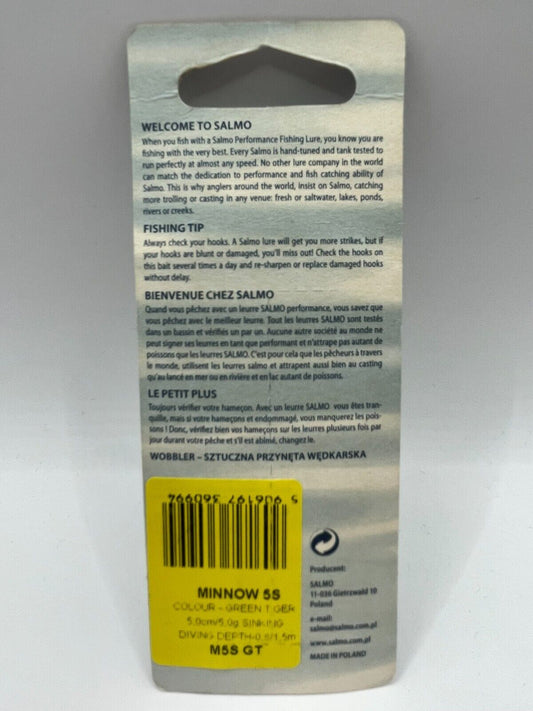 WELCOME TO SALMO
When you fish with a Salmo Performance Fishing Lure, you know you are
fishing with the very best. Every Salmo is hand-tuned and tank tested to
run perfectly at almost any speed. No other lure company in the world
can match the dedication to performance and fish catching ability of
Salmo. This is why anglers around the world, insist on Salmo, catching
more trolling or casting in any venue: fresh or saltwater, lakes, ponds,
rivers or creeks.
FISHING TIP
Always check your hooks. A Salmo lure will get you more strikes, but if
your hooks are blunt or damaged, you'll miss out! Check the hooks on
this bait several times a day and re-sharpen or replace damaged hooks
without delay.
BIENVENUE CHEZ SALMO
Quand vous pêchez avec un leurre SALMO performance, vous savez que
vous pêchez avec le meilleur leurre. Tout les leurres SALMO sont testés
dans un bassin et vérifiés un par on. Aucune autre société au monde ne
peut signer ses leurres en tant que performant et n'attrape pas autant de
poissons que les leurres SALMO. C'est pour cela que les pêcheurs à travers
le monde, utilisent les leurres salmo et attrapent aussi bien au casting
qu'au lancé en mer ou en rivière et en lac autant de poissons.
LE PETIT PLUS
Toujours vérifier votre hameçon. Avec un leurre SALMO vous êtes tran-
quille, mais si votre hameçons et endommagé, vous manquerez les pois-
sons ! Donc, vérifiez bien vos hameçons sur les leurres plusieurs fois par
jour durant votre pêche et s'il est abîmé, changez le.
WOBBLER – SZTUCZNA PRZYNĘTA WĘDKARSKA
5 906197 360994
MINNOW 5S
COLOUR - GREEN TIGER
5,0cm/5,0g SINKING
DIVING DEPTH-0,8/1,5m
M5S GT
Producent:
SALMO
11-036 Gietrzwałd 10
Poland
e-mail:
salmo@salmo.com.pl
www.salmo.com.pl
MADE IN POLAND